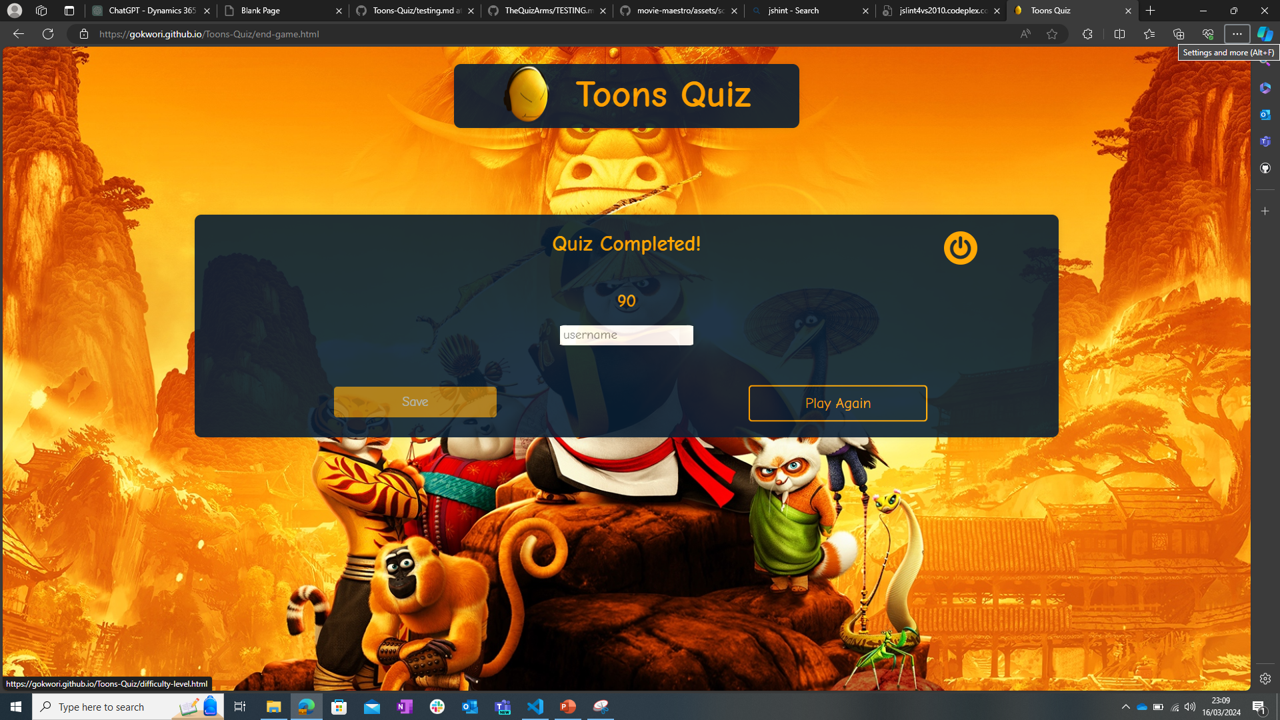 ChatGPT - Dynamics 365
Blank Page
Toons-Quiz/testing.md at
TheQuizArms/TESTING.m
movie-maestro/assets/sc
jshint - Search
jslint4vs2010.codeplex.co
Toons Quiz
https://gokwori.github.io/Toons-Quiz/end-game.html
Settings and more (Alt+F)
Toons Quiz
Quiz Completed!
90
username
Save
Play Again
https://gokwori.github.io/Toons-Quiz/difficulty-level.html
Type here to search
23:09
16/03/2024